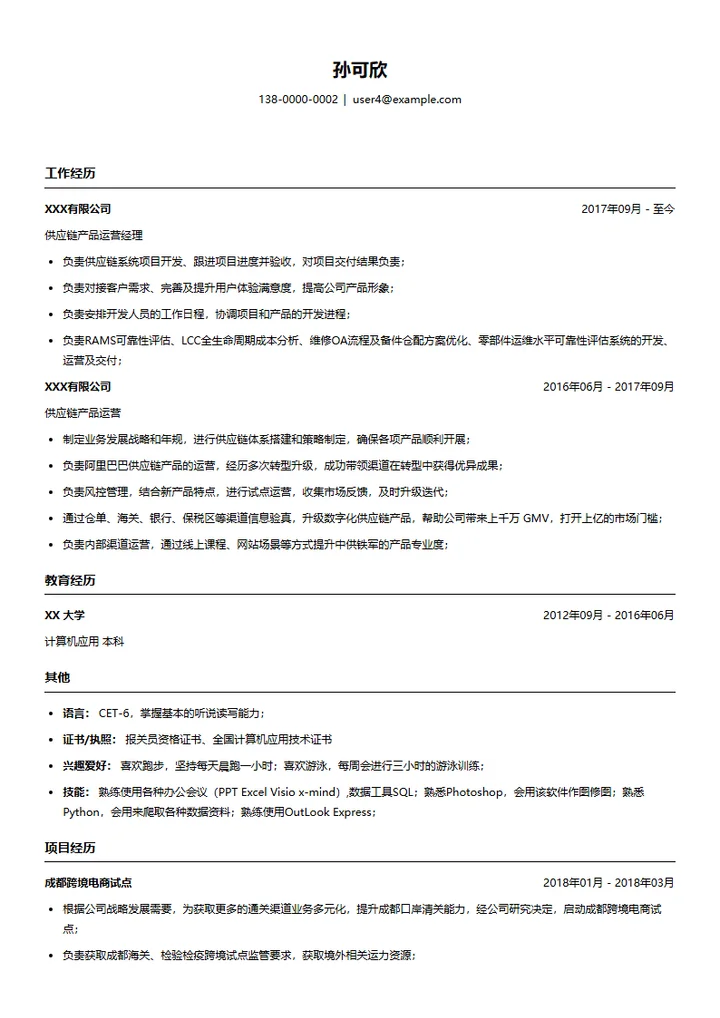 孙可欣
138-0000-0002 | user4@example.com
工作经历
XXX有限公司 2017年09月 - 至今
供应链产品运营经理
• 负责供应链系统项目开发、跟进项目进度并验收，对项目交付结果负责；
• 负责对接客户需求、完善及提升用户体验满意度，提高公司产品形象；
• 负责安排开发人员的工作日程，协调项目和产品的开发进程；
• 负责RAMS可靠性评估、LCC全生命周期成本分析、维修OA流程及备件仓配方案优化、零部件运维水平可靠性评估系统的开发、
运营及交付；
XXX有限公司 2016年06月 - 2017年09月
供应链产品运营
• 制定业务发展战略和年规，进行供应链体系搭建和策略制定，确保各项产品顺利开展；
• 负责阿里巴巴供应链产品的运营，经历多次转型升级，成功带领渠道在转型中获得优异成果；
• 负责风控管理，结合新产品特点，进行试点运营，收集市场反馈，及时升级迭代；
• 通过仓单、海关、银行、保税区等渠道信息验真，升级数字化供应链产品，帮助公司带来上千万 GMV，打开上亿的市场门槛；
• 负责内部渠道运营，通过线上课程、网站场景等方式提升中供铁军的产品专业度；
教育经历
XX 大学 2012年09月 - 2016年06月
计算机应用 本科
其他
• 语言： CET-6，掌握基本的听说读写能力；
• 证书/执照： 报关员资格证书、全国计算机应用技术证书
• 兴趣爱好： 喜欢跑步，坚持每天晨跑一小时；喜欢游泳，每周会进行三小时的游泳训练；
• 技能： 熟练使用各种办公会议（PPT Excel Visio x-mind）,数据工具SQL；熟悉Photoshop，会用该软件作图修图；熟悉
Python，会用来爬取各种数据资料；熟练使用OutLook Express；
项目经历
成都跨境电商试点 2018年01月 - 2018年03月
• 根据公司战略发展需要，为获取更多的通关渠道业务多元化，提升成都口岸清关能力，经公司研究决定，启动成都跨境电商试
点；
• 负责获取成都海关、检验检疫跨境试点监管要求，获取境外相关运力资源；